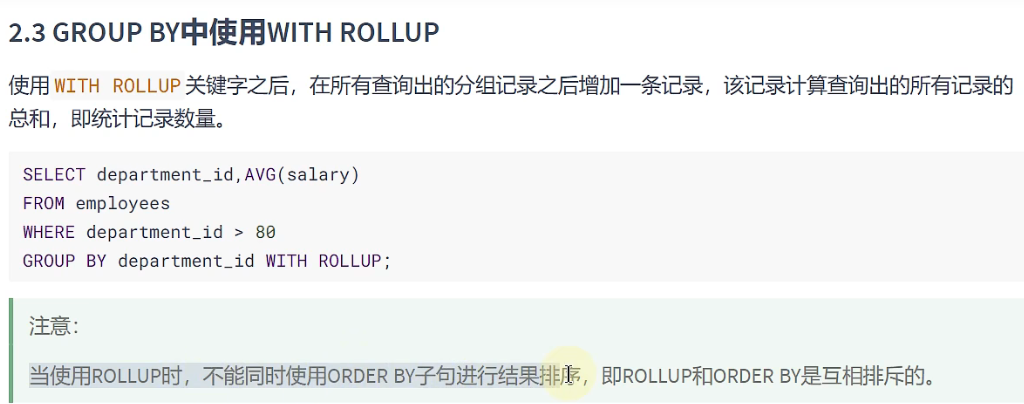 2.3 GROUP BY中使用WITH ROLLUP
使用 WITH ROLLUP 关键字之后，在所有查询出的分组记录之后增加一条记录，该记录计算查询出的所有记录的
总和，即统计记录数量。
SELECT department_id,AVG(salary)
FROM employees
WHERE department_id > 80
GROUP BY department_id WITH ROLLUP;
注意：
当使用ROLLUP时，不能同时使用ORDER BY子句进行结果排序，即ROLLUP和ORDER BY是互相排斥的。